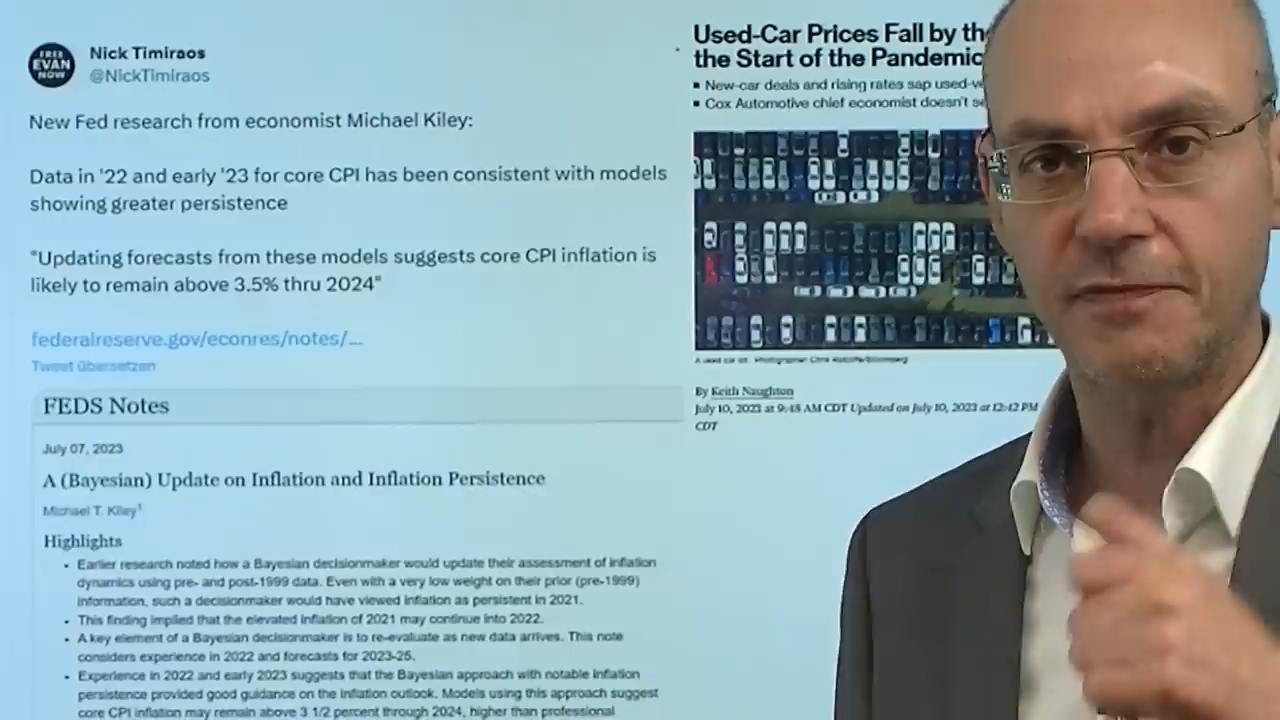 FREE
EVAN
NOW
Nick Timiraos
@NickTimiraos
New Fed research from economist Michael Kiley:
Data in '22 and early '23 for core CPI has been consistent with models
showing greater persistence
"Updating forecasts from these models suggests core CPI inflation is
likely to remain above 3.5% thru 2024"
federalreserve.gov/econres/notes/...
Tweet übersetzen
FEDS Notes
July 07, 2023
A (Bayesian) Update on Inflation and Inflation Persistence
Michael T. Kiley¹
Highlights
• Earlier research noted how a Bayesian decisionmaker would update their assessment of inflation
dynamics using pre- and post-1999 data. Even with a very low weight on their prior (pre-1999)
information, such a decisionmaker would have viewed inflation as persistent in 2021.
• This finding implied that the elevated inflation of 2021 may continue into 2022.
• A key element of a Bayesian decisionmaker is to re-evaluate as new data arrives. This note
considers experience in 2022 and forecasts for 2023-25.
• Experience in 2022 and early 2023 suggests that the Bayesian approach with notable inflation
persistence provided good guidance on the inflation outlook. Models using this approach suggest
core CPI inflation may remain above 3 1/2 percent through 2024, higher than professional
Used-Car Prices Fall by th
the Start of the Pandemic
▪ New-car deals and rising rates sap used-v
▪ Cox Automotive chief economist doesn't s
A used car lot. Photographer: Chris
/Bloomberg
By Keith Naughton
July 10, 2023 at 9:48 AM CDT Updated on July 10, 2023 at 12:42 PM
CDT